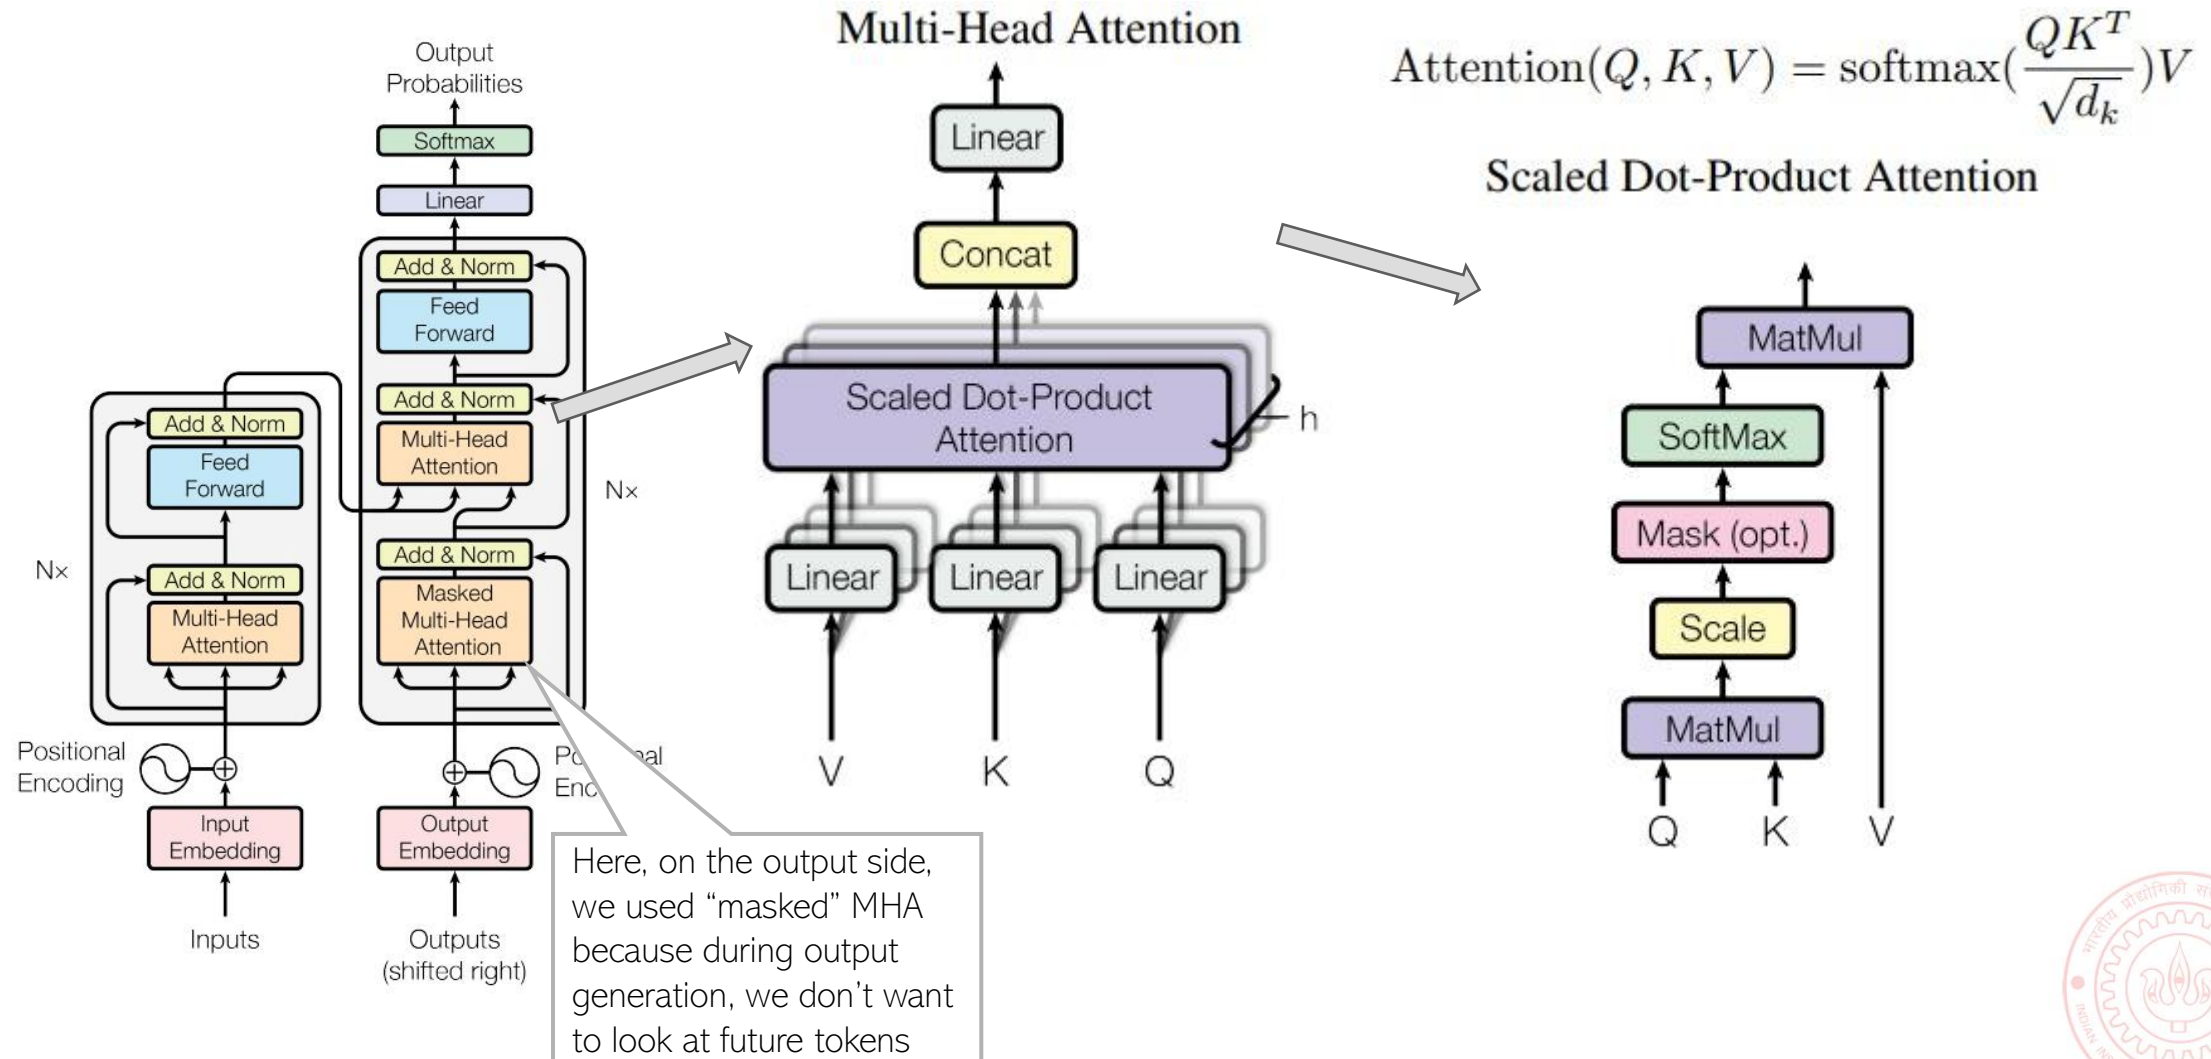 Output
Probabilities
Softmax
Linear
Add & Norm
Feed
Forward
Add & Norm
Multi-Head
Attention
Add & Norm
Masked
Multi-Head
Attention
Nx
Add & Norm
Feed
Forward
Nx
Add & Norm
Multi-Head
Attention
Positional
Encoding
Input
Embedding
Output
Embedding
Inputs
Outputs
(shifted right)
Here, on the output side,
we used “masked” MHA
because during output
generation, we don’t want
to look at future tokens
Multi-Head Attention
Linear
Concat
Scaled Dot-Product
Attention
h
Linear
Linear
Linear
V
K
Q
Attention(Q, K, V) = softmax(QK^T/√d_k)V
Scaled Dot-Product Attention
MatMul
SoftMax
Mask (opt.)
Scale
MatMul
Q
K
V
भारतीय प्रौद्योगिकी
INDIAN